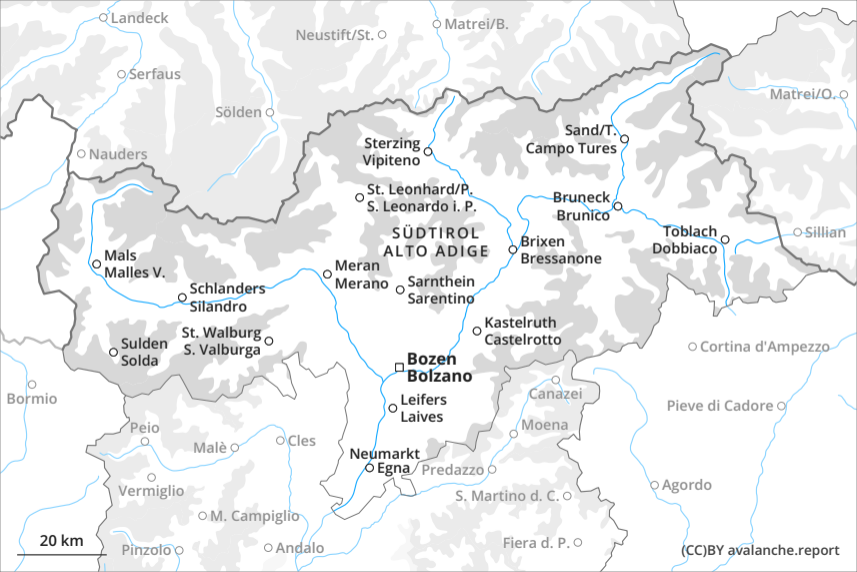 Landeck
Matrei/B.
Neustift/St.
Serfaus
Matrei/O.
Sölden
Sand/T.
Campo Tures
Sterzing
Vipiteno
Nauders
St. Leonhard/P.
S. Leonardo i. P.
Bruneck
Brunico
SÜDTIROL
ALTO ADIGE
Toblach
Dobbiaco
Sillian
Brixen
Bressanone
Mals
Malles V.
Meran
Merano
Sarnthein
Sarentino
Schlanders
Silandro
Kastelruth
Castelrotto
St. Walburg
S. Valburga
Sulden
Solda
Cortina d'Ampezzo
Bozen
Bolzano
Bormio
Canazei
Leifers
Laives
Pieve di Cadore
Peio
Moena
Cles
Malè
Neumarkt
Egna
Predazzo
Vermiglio
Agordo
S. Martino d. C.
M. Campiglio
20 km
Pinzolo
Andalo
Fiera d. P.
(CC)BY avalanche.report